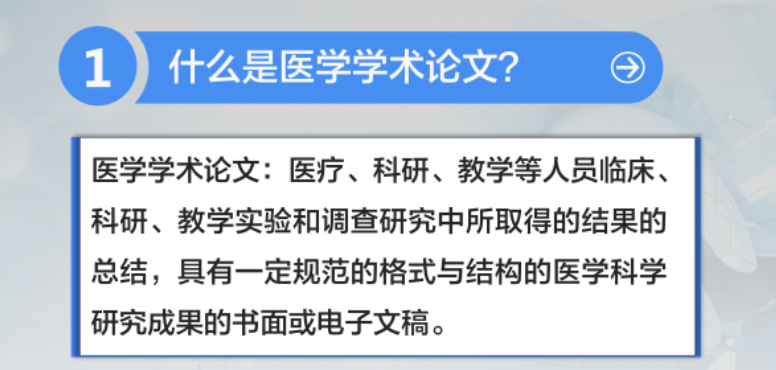 1
什么是医学学术论文?
医学学术论文：医疗、科研、教学等人员临床、
科研、教学实验和调查研究中所取得的结果的
总结，具有一定规范的格式与结构的医学科学
研究成果的书面或电子文稿。